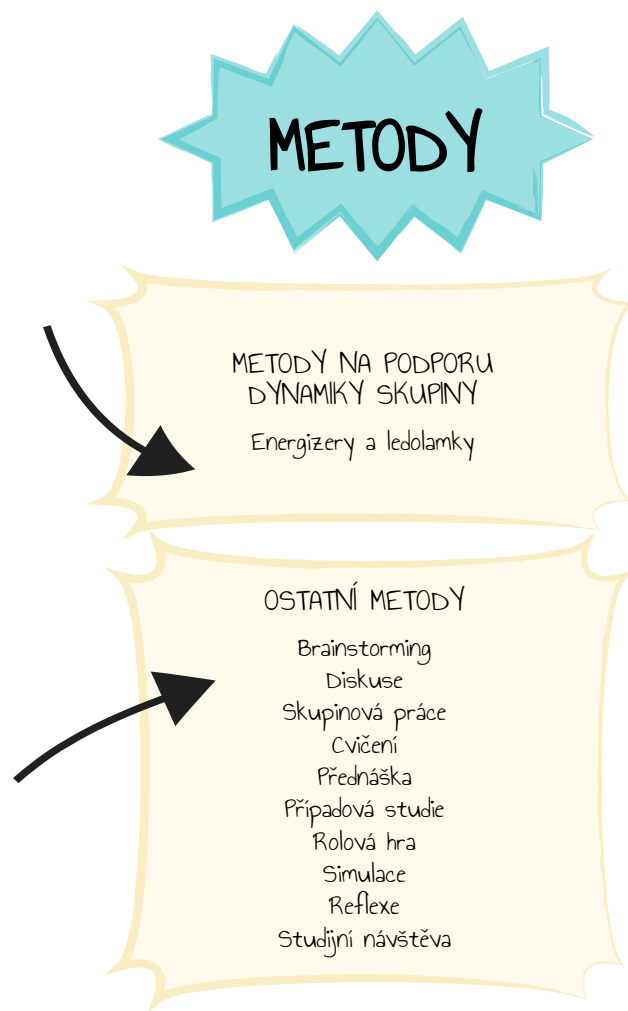 METODY
METODY NA PODPORU
DYNAMIKY SKUPINY
Energizery a ledolamky
OSTATNÍ METODY
Brainstorming
Diskuse
Skupinová práce
Cvičení
Přednáška
Případová studie
Rolová hra
Simulace
Reflexe
Studijní návštěva